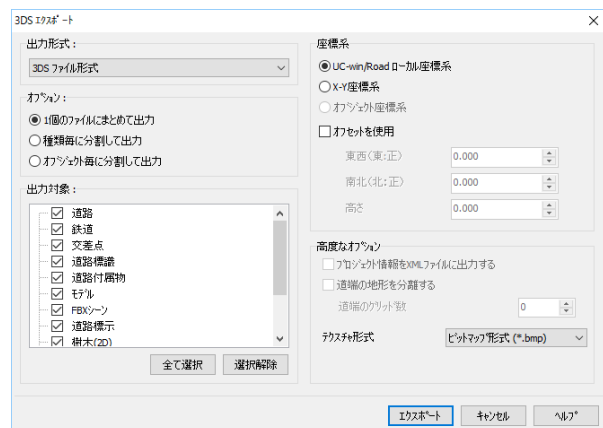 3DS ｴｸｽﾎﾟｰﾄ
出力形式：
3DS ﾌｧｲﾙ形式
ｵﾌﾟｼｮﾝ：
1個のﾌｧｲﾙにまとめて出力
種類毎に分割して出力
ｵﾌﾞｼﾞｪｸﾄ毎に分割して出力
出力対象：
道路
鉄道
交差点
道路標識
道路付属物
ﾓﾃﾞﾙ
FBXｼｰﾝ
道路標示
樹木(2D)
全て選択 選択解除
座標系
UC-win/Road ﾛｰｶﾙ座標系
X-Y座標系
ｵﾌﾞｼﾞｪｸﾄ座標系
ｵﾌｾｯﾄを使用
東西(東:正) 0.000
南北(北:正) 0.000
高さ 0.000
高度なｵﾌﾟｼｮﾝ
ﾌﾟﾛｼﾞｪｸﾄ情報をXMLﾌｧｲﾙに出力する
道端の地形を分離する
道端のｸﾞﾘｯﾄﾞ数 0
ﾃｸｽﾁｬ形式 ﾋﾞｯﾄﾏｯﾌﾟ形式 (*.bmp)
ｴｸｽﾎﾟｰﾄ ｷｬﾝｾﾙ ﾍﾙﾌﾟ